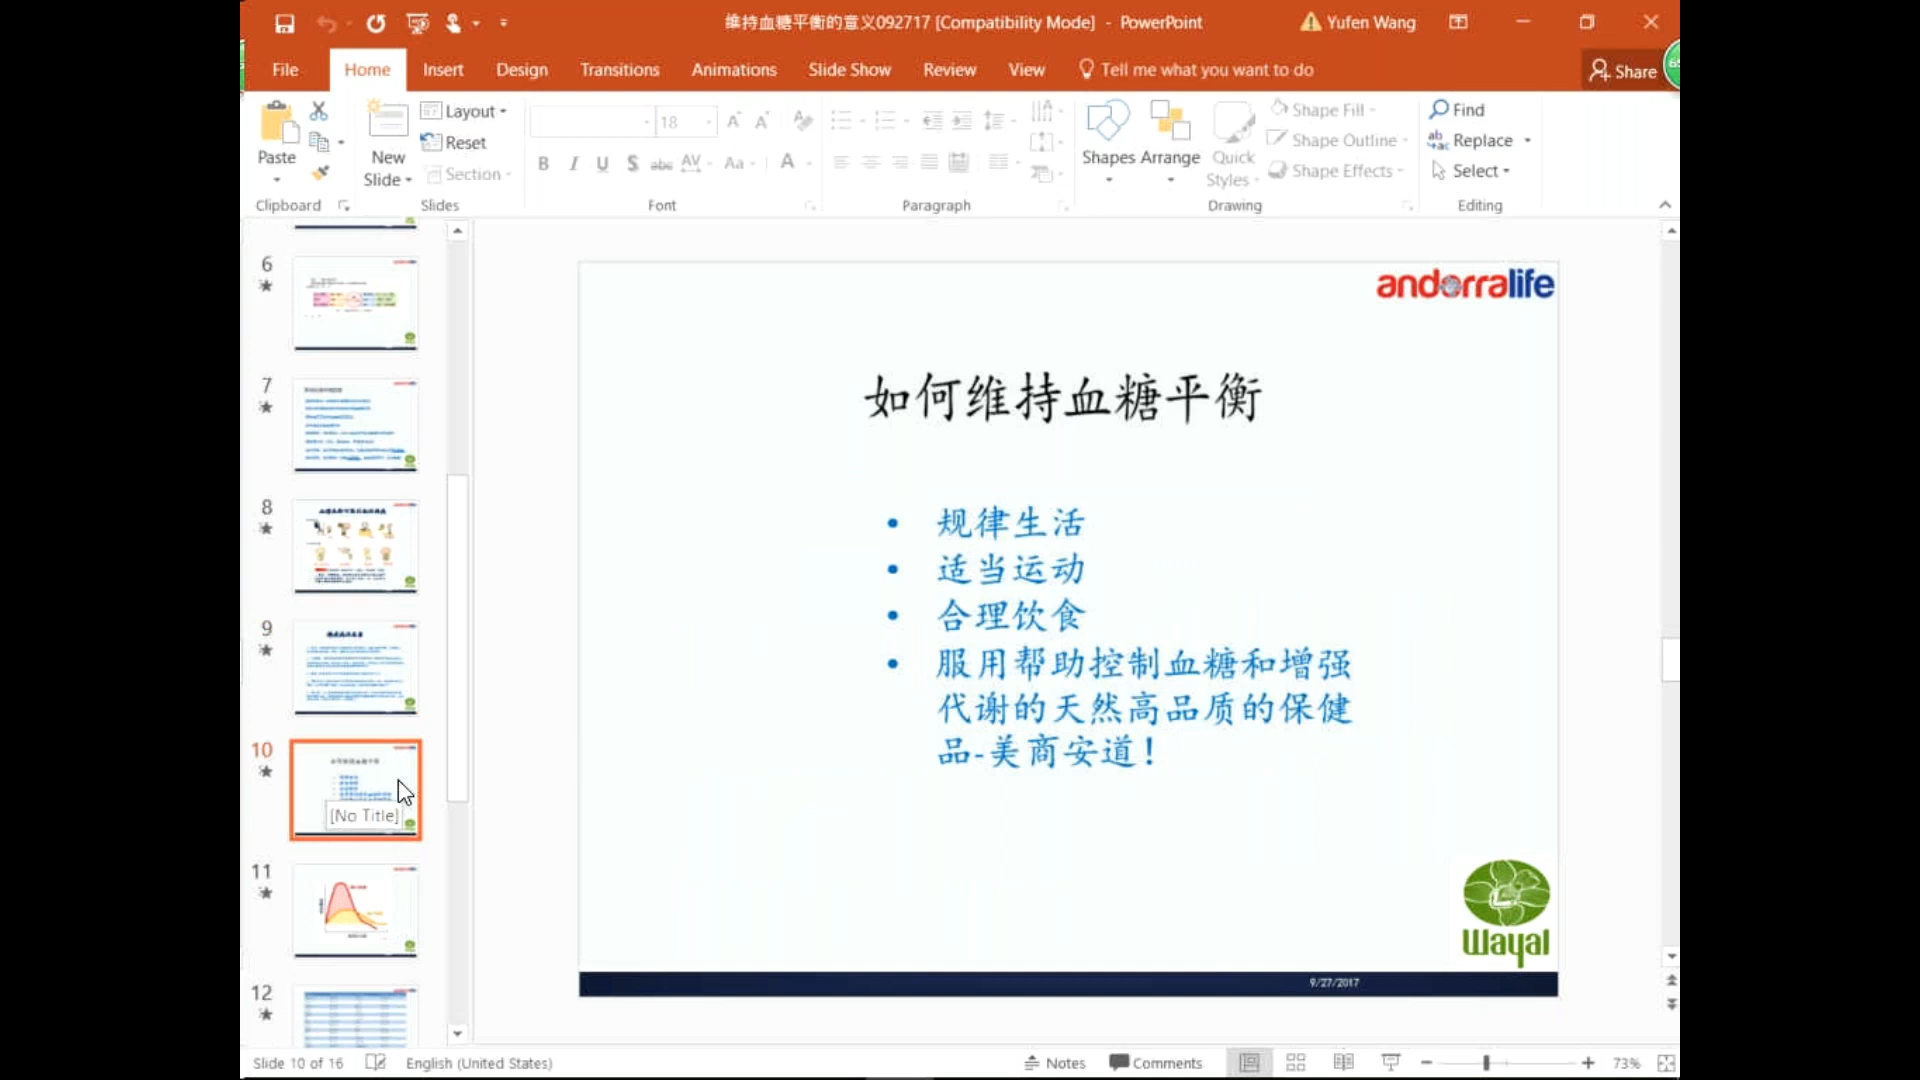 维持血糖平衡的意义092717 [Compatibility Mode] - PowerPoint
Yufen Wang
File Home Insert Design Transitions Animations Slide Show Review View Tell me what you want to do Share
Paste
New Slide
Layout
Reset
Section
18
B I U S abc AV Aa A
Shapes Arrange Quick Styles
Shape Fill
Shape Outline
Shape Effects
Find
Replace
Select
Clipboard Slides Font Paragraph Drawing Editing
6
7
8
9
10
[No Title]
11
12
andorralife
如何维持血糖平衡
• 规律生活
• 适当运动
• 合理饮食
• 服用帮助控制血糖和增强
代谢的天然高品质的保健
品-美商安道!
Wayal
9/27/2017
Slide 10 of 16 English (United States) Notes Comments 73%